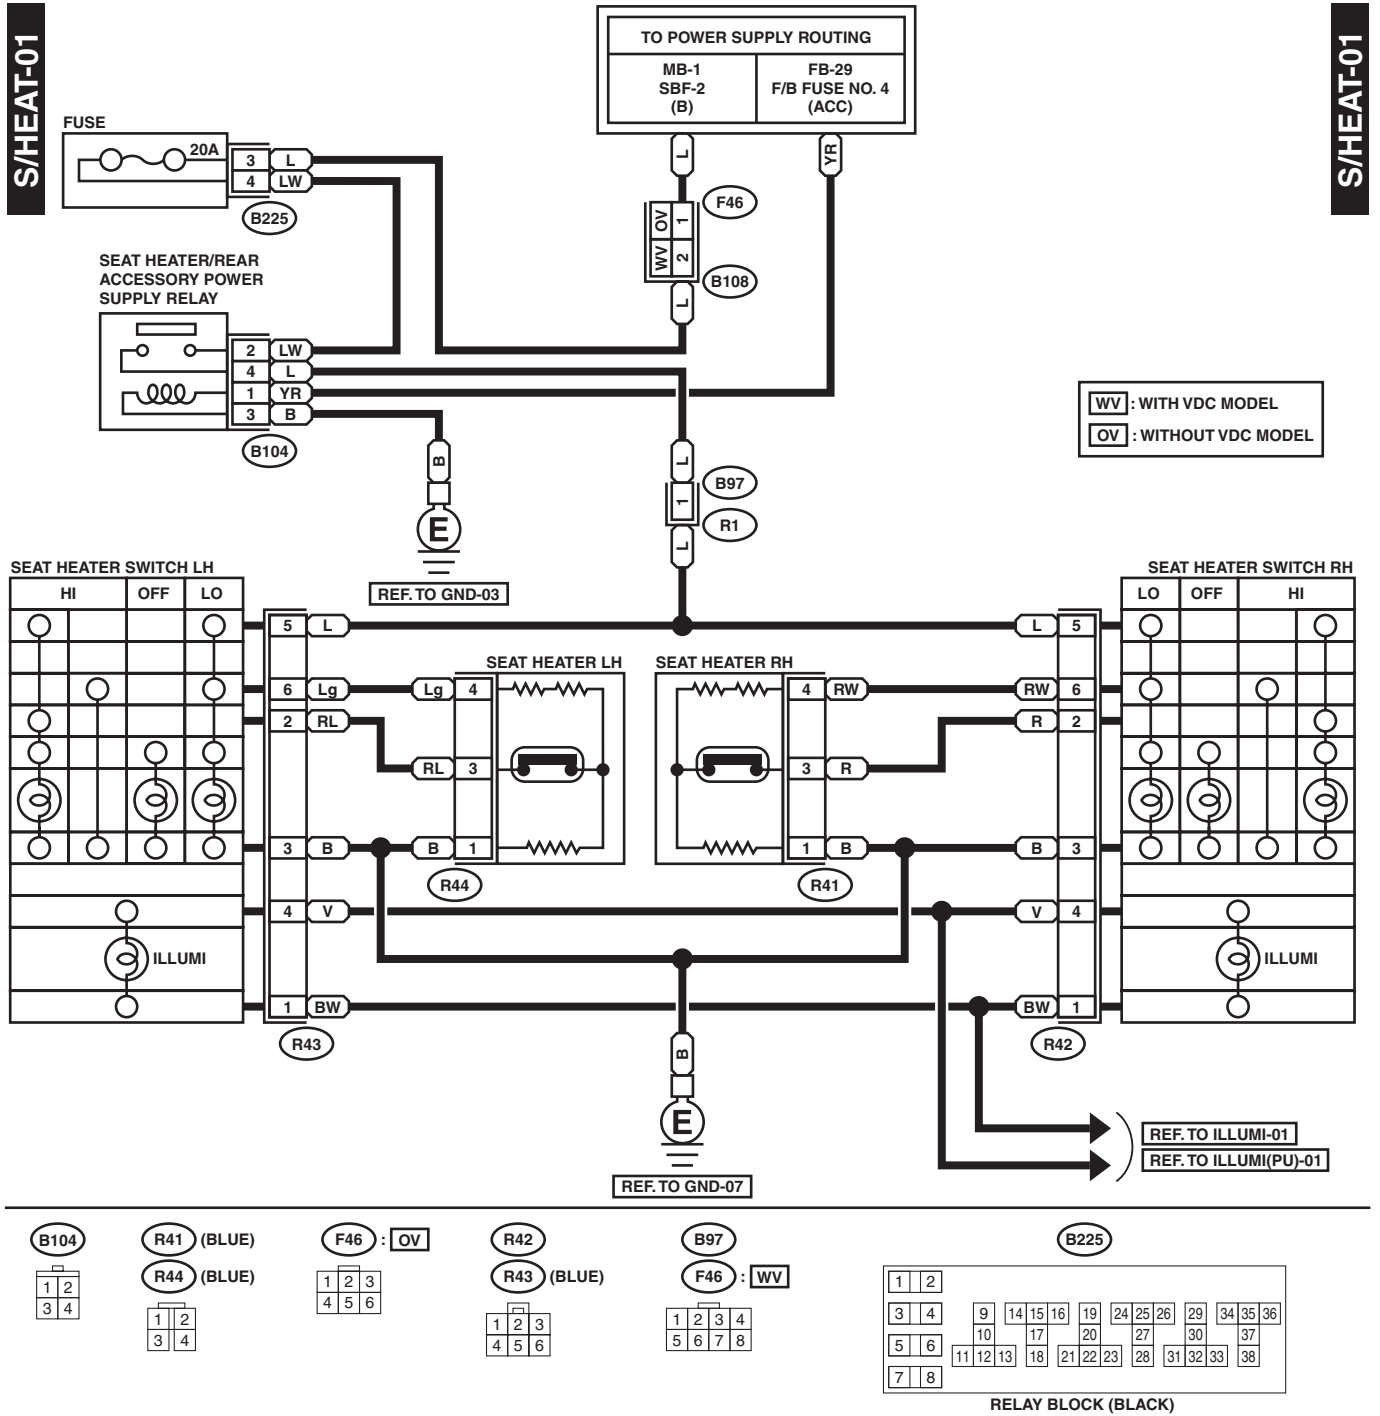 S/HEAT-01
S/HEAT-01
TO POWER SUPPLY ROUTING
MB-1
SBF-2
(B)
FB-29
F/B FUSE NO. 4
(ACC)
FUSE
20A
3 L
4 LW
B225
L
YR
F46
OV 1
WV 2
B108
L
SEAT HEATER/REAR
ACCESSORY POWER
SUPPLY RELAY
2 LW
4 L
1 YR
3 B
B104
B
E
REF. TO GND-03
L
B97
1
R1
L
WV : WITH VDC MODEL
OV : WITHOUT VDC MODEL
SEAT HEATER SWITCH LH
HI OFF LO
5 L
6 Lg
2 RL
3 B
4 V
1 BW
ILLUMI
R43
SEAT HEATER LH
Lg 4
RL 3
B 1
R44
SEAT HEATER RH
4 RW
3 R
1 B
R41
SEAT HEATER SWITCH RH
LO OFF HI
L 5
RW 6
R 2
B 3
V 4
BW 1
ILLUMI
R42
B
E
REF. TO GND-07
REF. TO ILLUMI-01
REF. TO ILLUMI(PU)-01
B104
1 2
3 4
R41 (BLUE)
R44 (BLUE)
1 2
3 4
F46 : OV
1 2 3
4 5 6
R42
R43 (BLUE)
1 2 3
4 5 6
B97
F46 : WV
1 2 3 4
5 6 7 8
B225
1 2
3 4 9 14 15 16 19 24 25 26 29 34 35 36
10 17 20 27 30 37
5 6 11 12 13 18 21 22 23 28 31 32 33 38
7 8
RELAY BLOCK (BLACK)